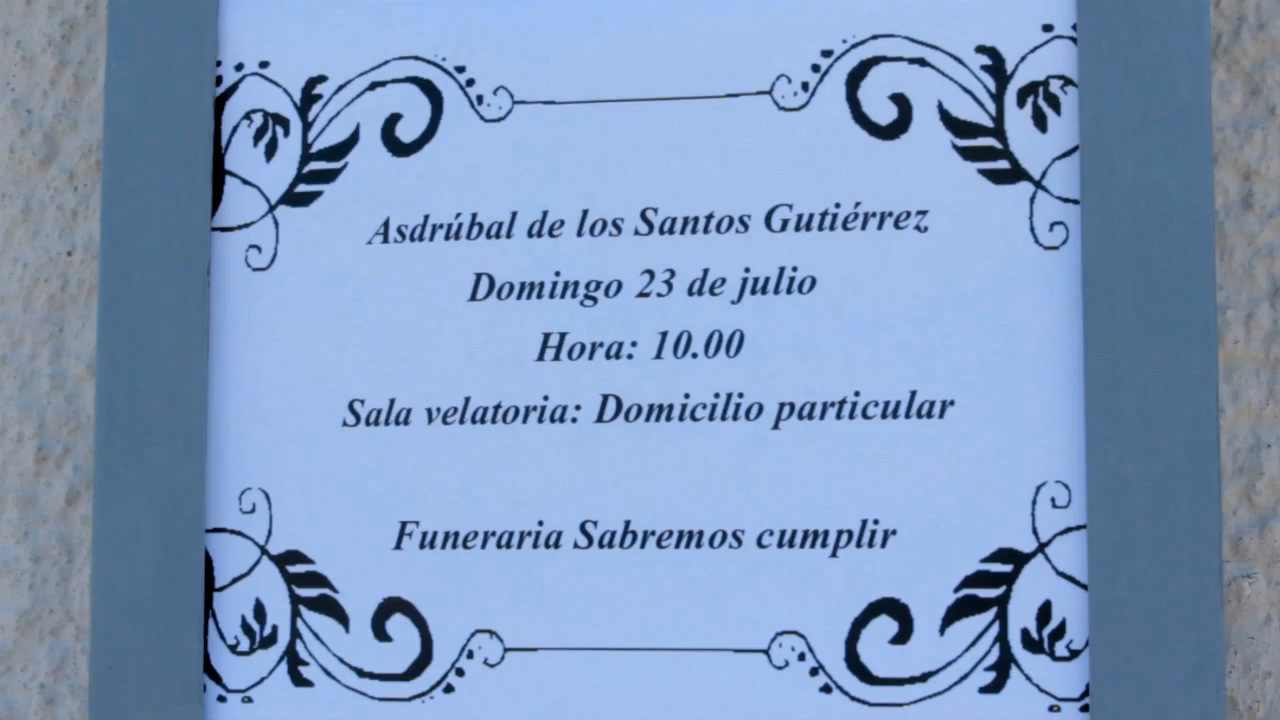 Asdrúbal de los Santos Gutiérrez
Domingo 23 de julio
Hora: 10.00
Sala velatoria: Domicilio particular
Funeraria Sabremos cumplir